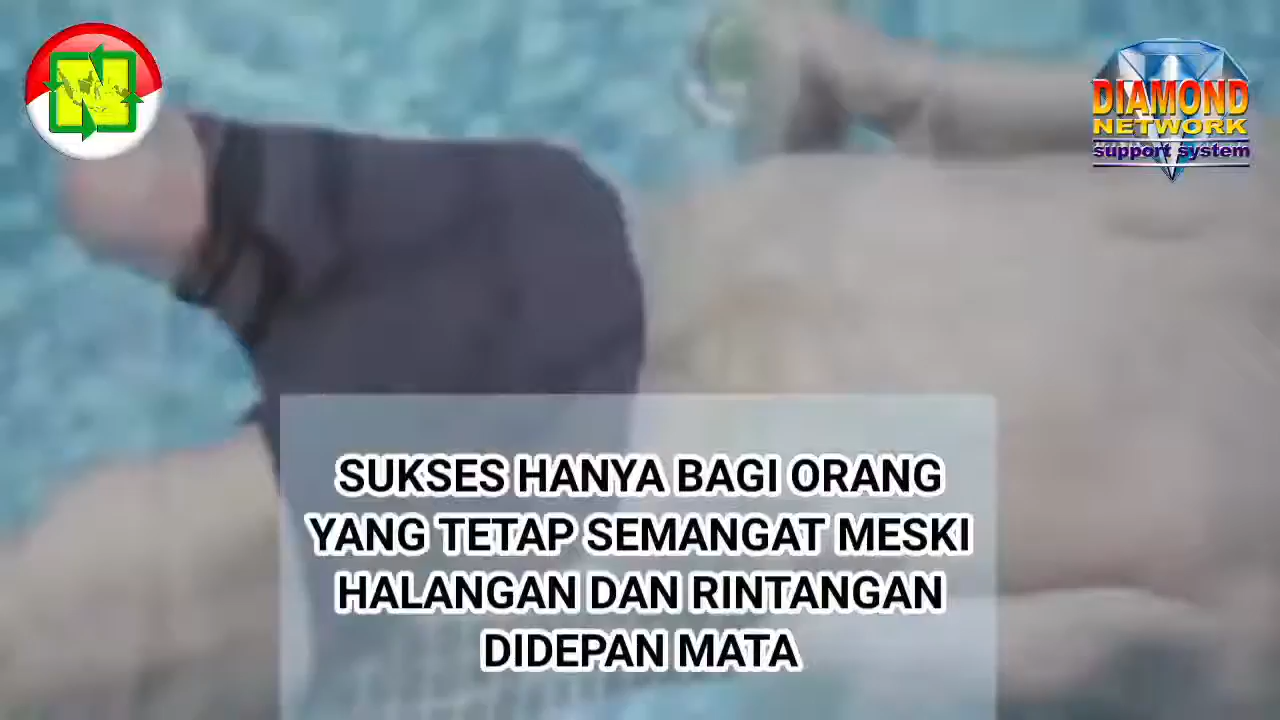 N
DIAMOND
NETWORK
support system
SUKSES HANYA BAGI ORANG
YANG TETAP SEMANGAT MESKI
HALANGAN DAN RINTANGAN
DIDEPAN MATA